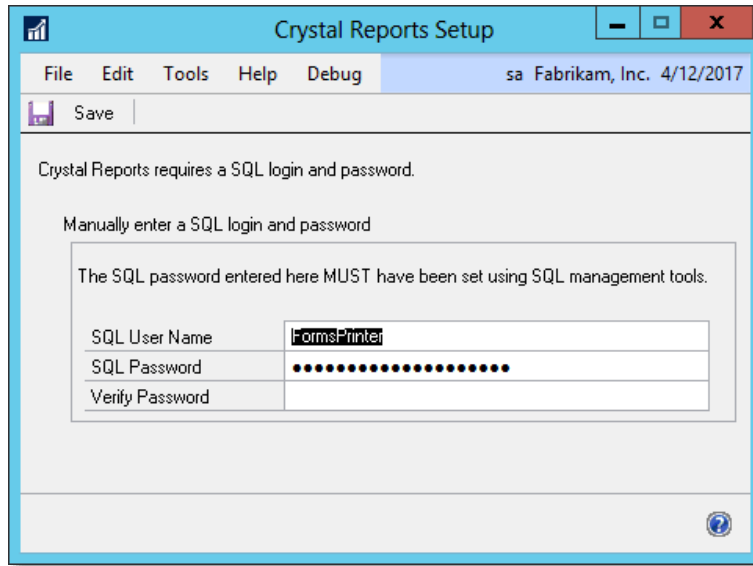 Crystal Reports Setup
File Edit Tools Help Debug sa Fabrikam, Inc. 4/12/2017
Save
Crystal Reports requires a SQL login and password.
Manually enter a SQL login and password
The SQL password entered here MUST have been set using SQL management tools.
SQL User Name FormsPrinter
SQL Password ••••••••••••••••••••
Verify Password